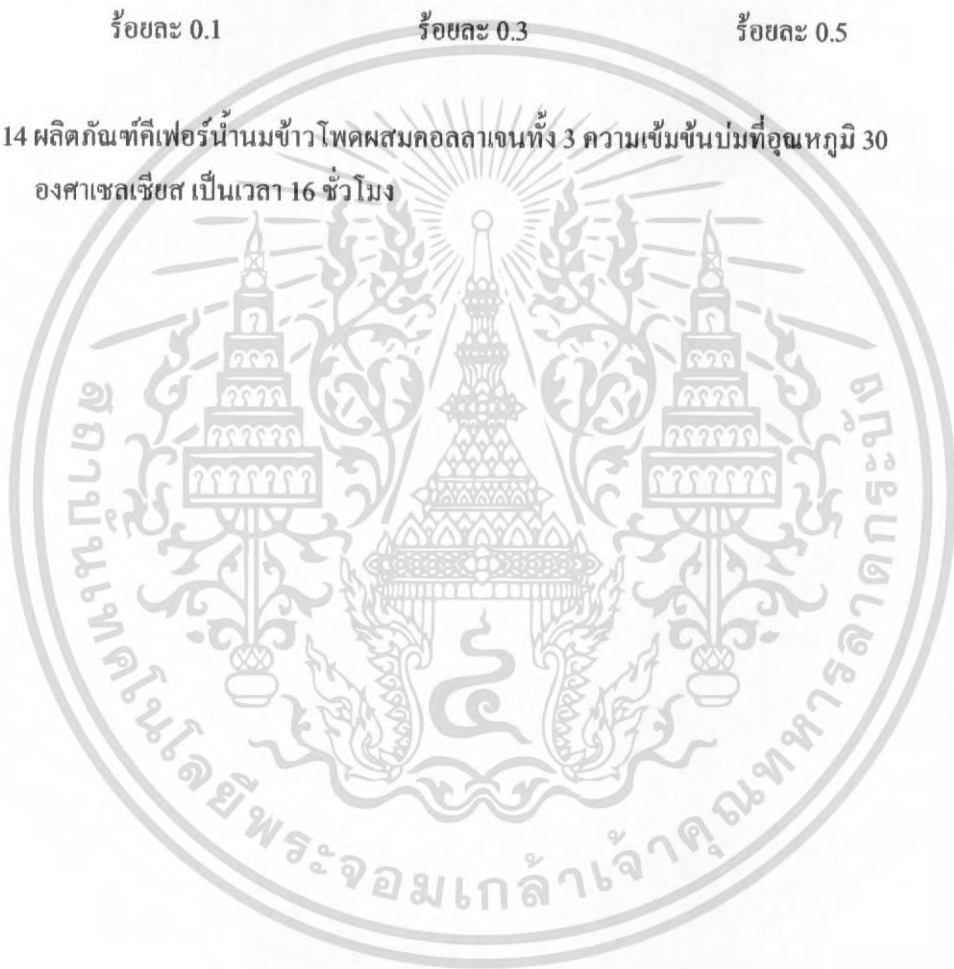 ร้อยละ 0.1 ร้อยละ 0.3 ร้อยละ 0.5
14 ผลิตภัณฑ์คีเฟอร์น้ำนมข้าวโพดผสมคอลลาเจนทั้ง 3 ความเข้มข้นบ่มที่อุณหภูมิ 30
องศาเซลเซียส เป็นเวลา 16 ชั่วโมง
สถาบันเทคโนโลยีพระจอมเกล้าเจ้าคุณทหารลาดกระบัง